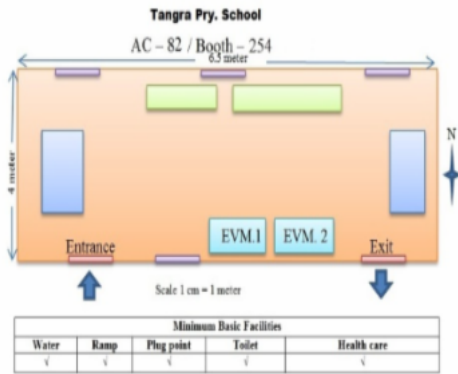 Tangra Pry. School
AC – 82 / Booth – 254
6.5 meter
4 meter
N
EVM.1 EVM. 2
Entrance Exit
Scale 1 cm = 1 meter
Minimum Basic Facilities
Water Ramp Plug point Toilet Health care
√ √ √ √ √